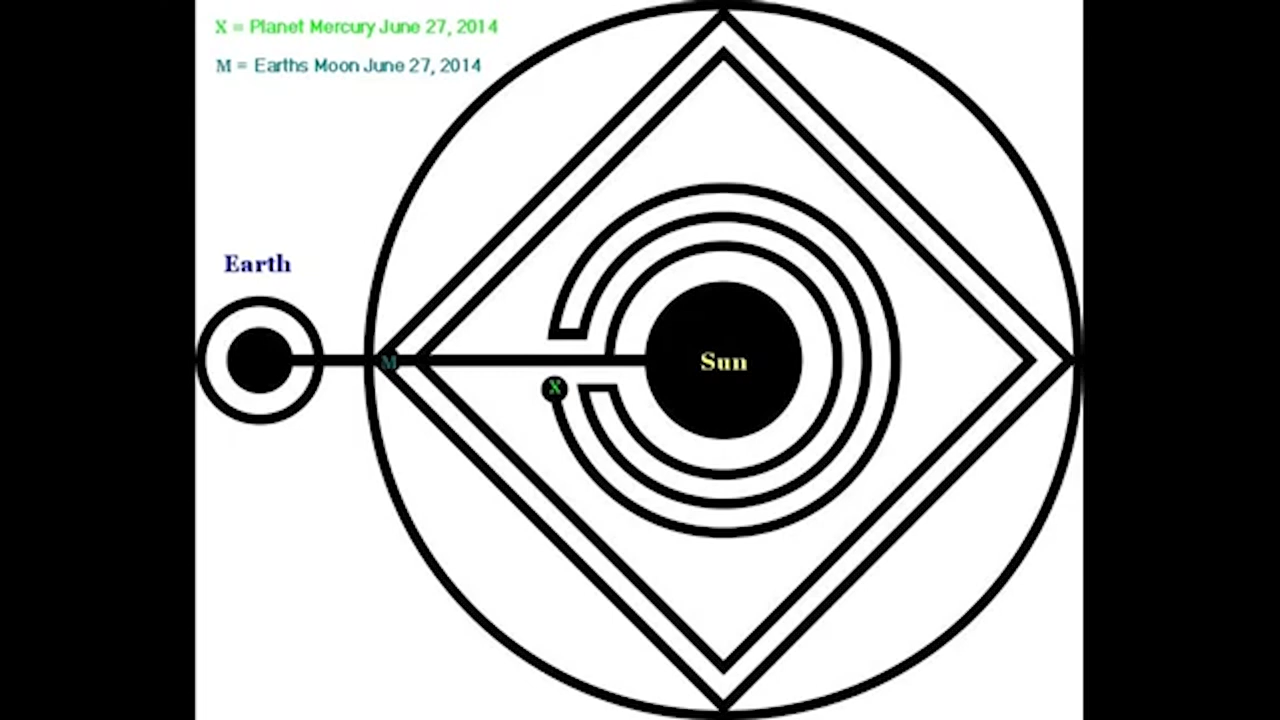 X = Planet Mercury June 27, 2014
M = Earths Moon June 27, 2014
Earth
M
Sun
X